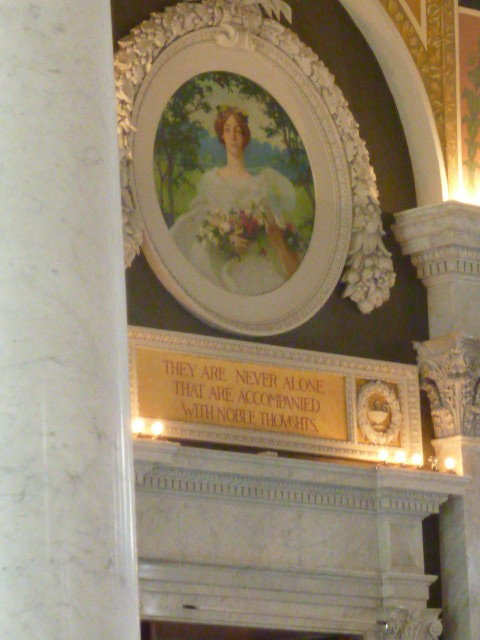 THEY ARE NEVER ALONE
THAT ARE ACCOMPANIED
WITH NOBLE THOUGHTS.